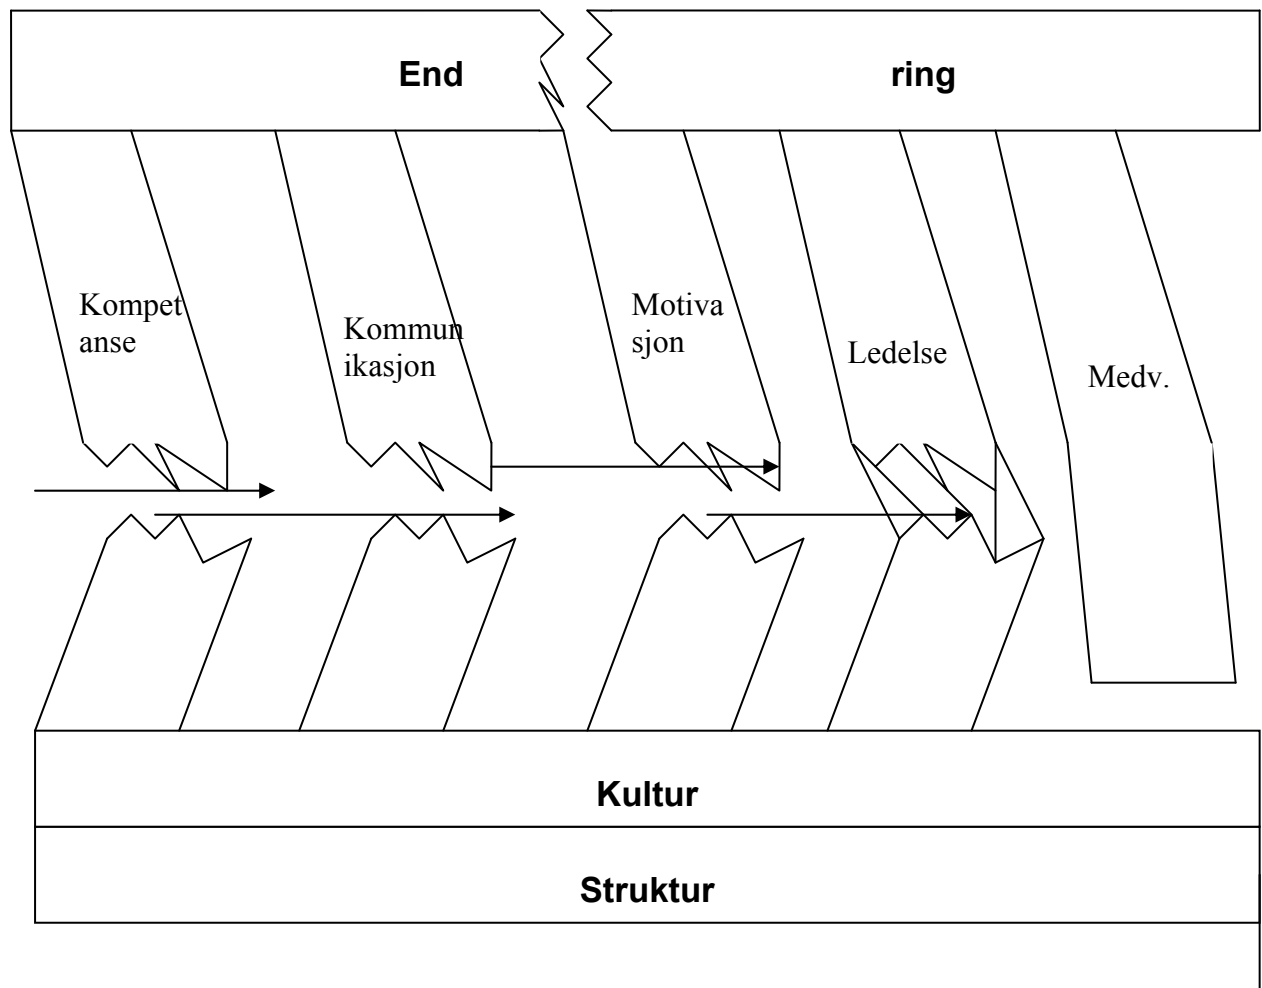 End ring
Kompet
anse
Kommun
ikasjon
Motiva
sjon
Ledelse
Medv.
Kultur
Struktur